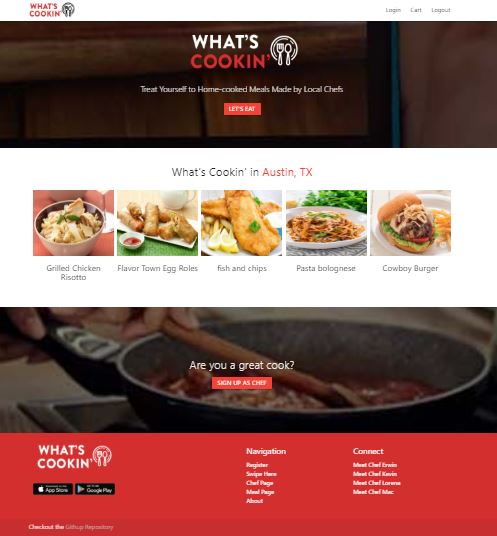 WHAT'S
COOKIN'
Login Cart Logout
WHAT'S
COOKIN'
Treat Yourself to Home-cooked Meals Made by Local Chefs
LET'S EAT
What's Cookin' in Austin, TX
Grilled Chicken
Risotto
Flavor Town Egg Roles
fish and chips
Pasta bolognese
Cowboy Burger
Are you a great cook?
SIGN UP AS CHEF
WHAT'S
COOKIN'
App Store
Google Play
Navigation
Register
Swipe Here
Chef Page
Meal Page
About
Connect
Meet Chef Erwin
Meet Chef Kevin
Meet Chef Lorena
Meet Chef Mac
Checkout the Githup Repository